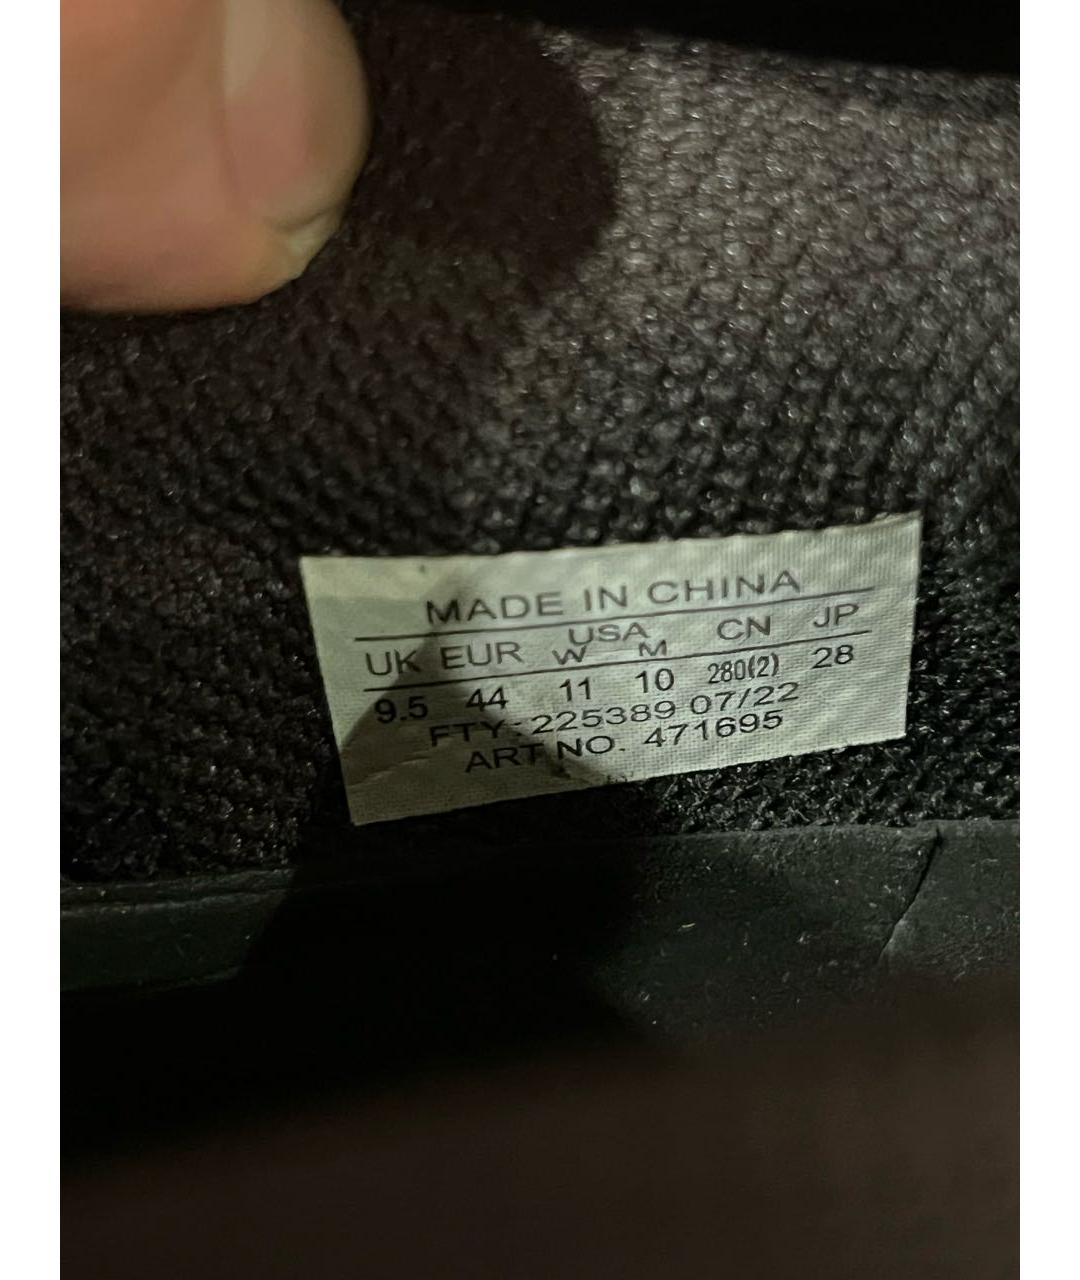 MADE IN CHINA
UK EUR USA W M CN JP
9.5 44 11 10 280(2) 28
FTY: 225389 07/22
ART NO. 471695